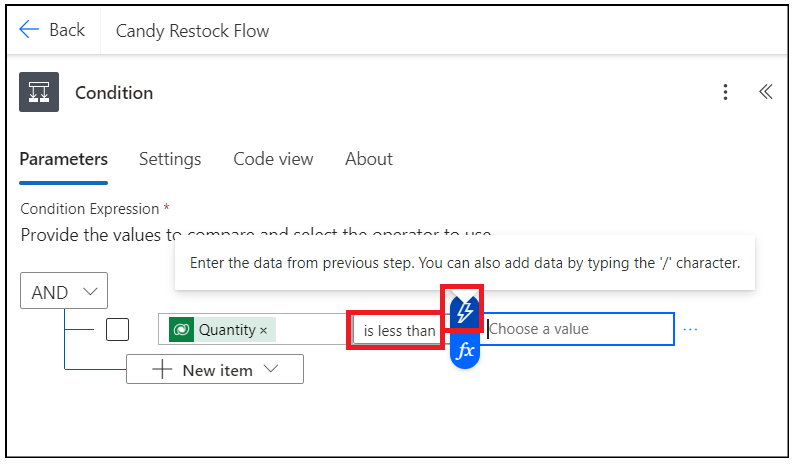 Back
Candy Restock Flow
Condition
Parameters
Settings
Code view
About
Condition Expression *
Provide the values to compare and select the operator to use
Enter the data from previous step. You can also add data by typing the '/' character.
AND
Quantity ×
is less than
Choose a value
fx
New item